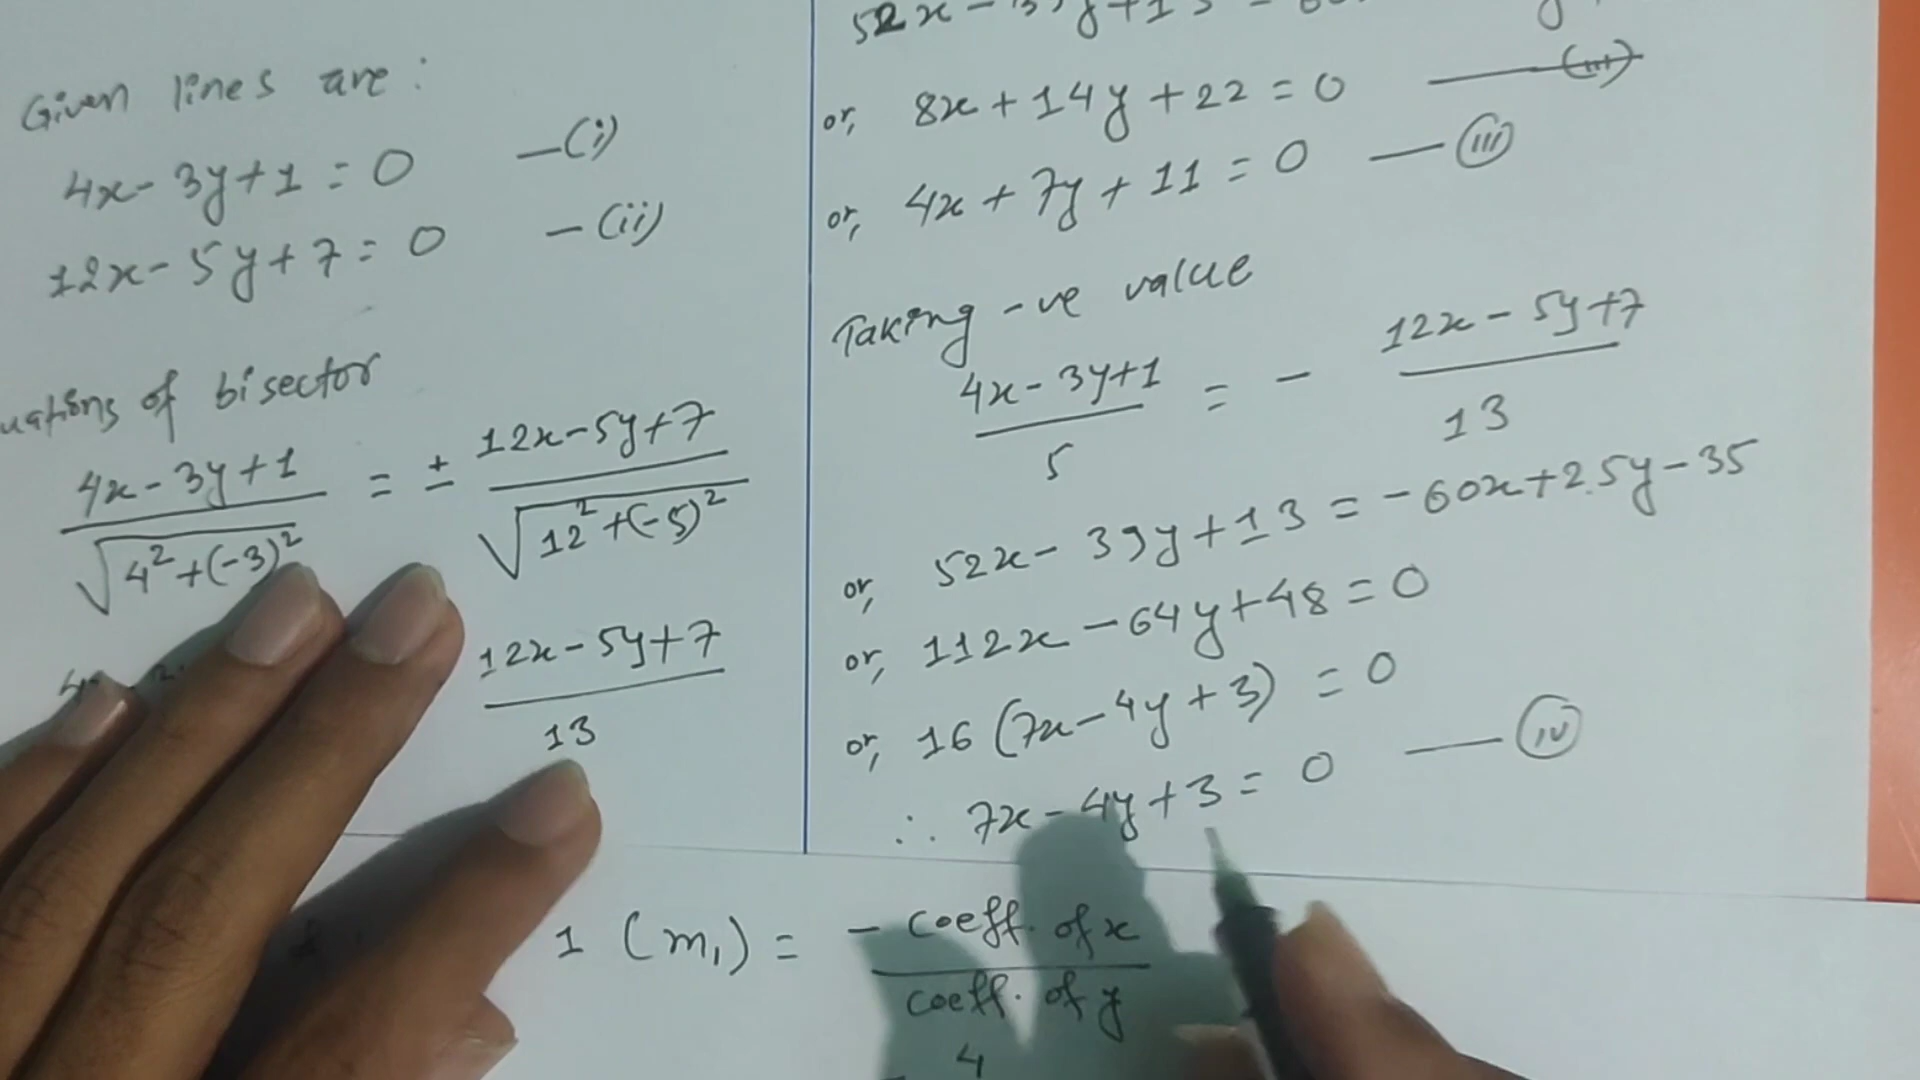 Given lines are:
4x - 3y + 1 = 0 — (i)
12x - 5y + 7 = 0 — (ii)
of bisector
4x - 3y + 1 / √4² + (-3)² = ± 12x - 5y + 7 / √12² + (-5)²
12x - 5y + 7 / 13
or, 8x + 14y + 22 = 0
or, 4x + 7y + 11 = 0 — (iii)
Taking -ve value
4x - 3y + 1 / 5 = - 12x - 5y + 7 / 13
or, 52x - 39y + 13 = -60x + 25y - 35
or, 112x - 64y + 48 = 0
or, 16 (7x - 4y + 3) = 0
∴ 7x - 4y + 3 = 0 — (iv)
1 (m₁) = - coeff. of x / coeff. of y
4